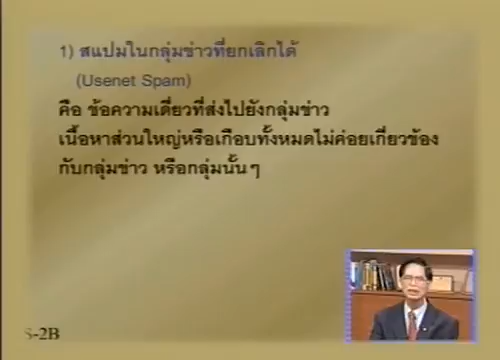 1) สแปมในกลุ่มข่าวที่ยกเลิกได้
(Usenet Spam)
คือ ข้อความเดี่ยวที่ส่งไปยังกลุ่มข่าว
เนื้อหาส่วนใหญ่หรือเกือบทั้งหมดไม่ค่อยเกี่ยวข้อง
กับกลุ่มข่าว หรือกลุ่มนั้นๆ
S-2B